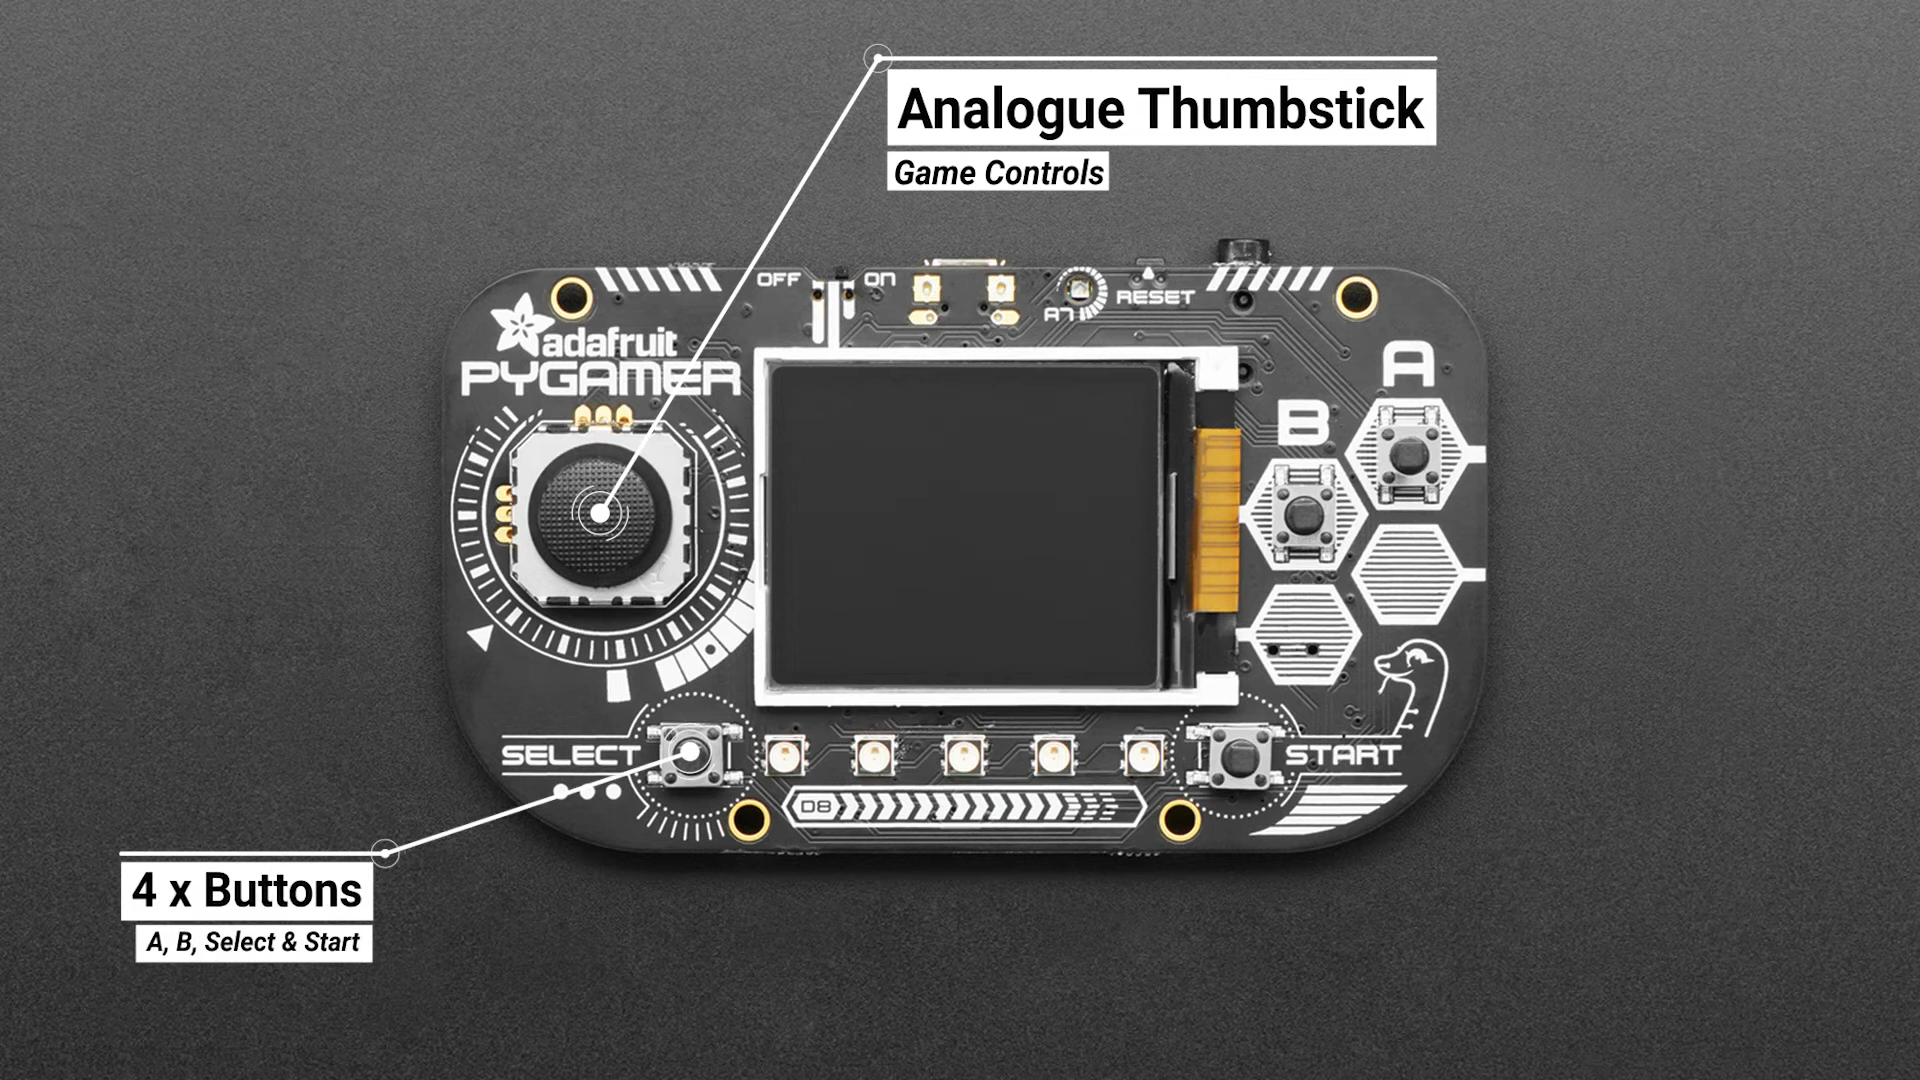 Analogue Thumbstick
Game Controls
OFF ON
A7
RESET
adafruit
PYGAMER
A
B
SELECT
START
D8
4 x Buttons
A, B, Select & Start